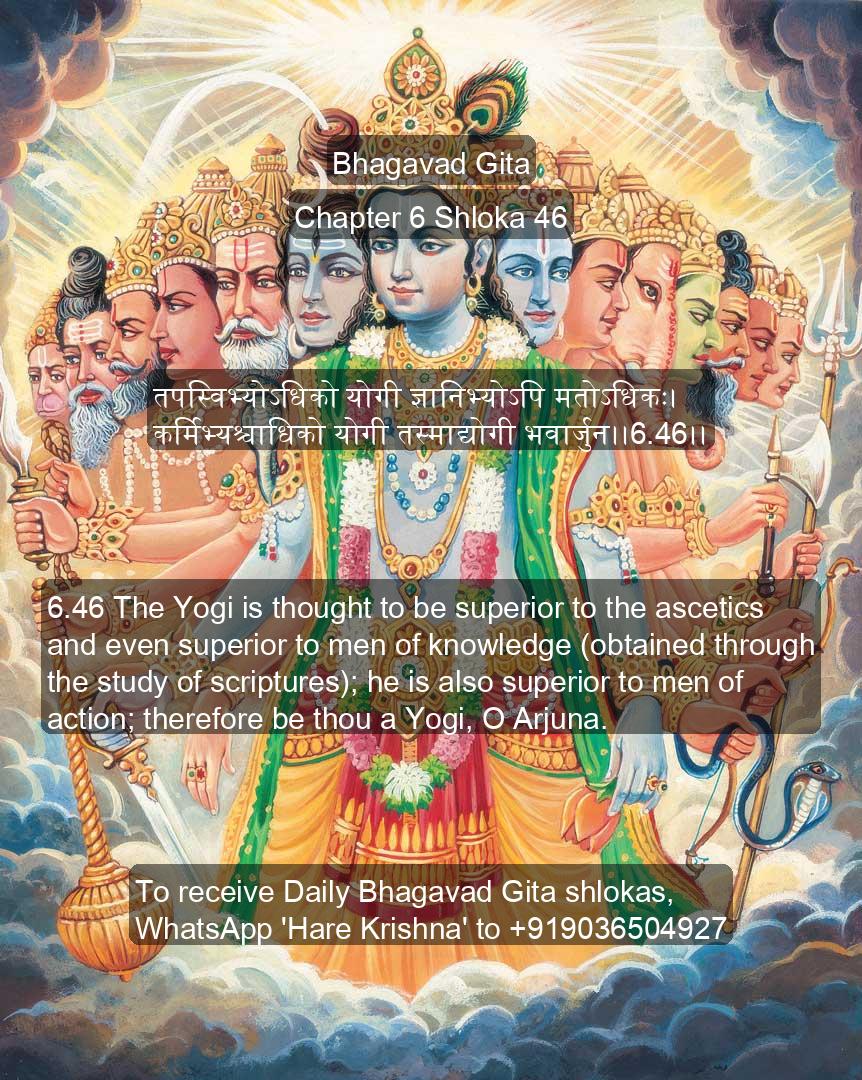 Bhagavad Gita
Chapter 6 Shloka 46
तपस्विभ्योऽधिको योगी ज्ञानिभ्योऽपि मतोऽधिकः।
कर्मिभ्यश्चाधिको योगी तस्माद्योगी भवार्जुन।।6.46।।
6.46 The Yogi is thought to be superior to the ascetics
and even superior to men of knowledge (obtained through
the study of scriptures); he is also superior to men of
action; therefore be thou a Yogi, O Arjuna.
To receive Daily Bhagavad Gita shlokas,
WhatsApp 'Hare Krishna' to +919036504927